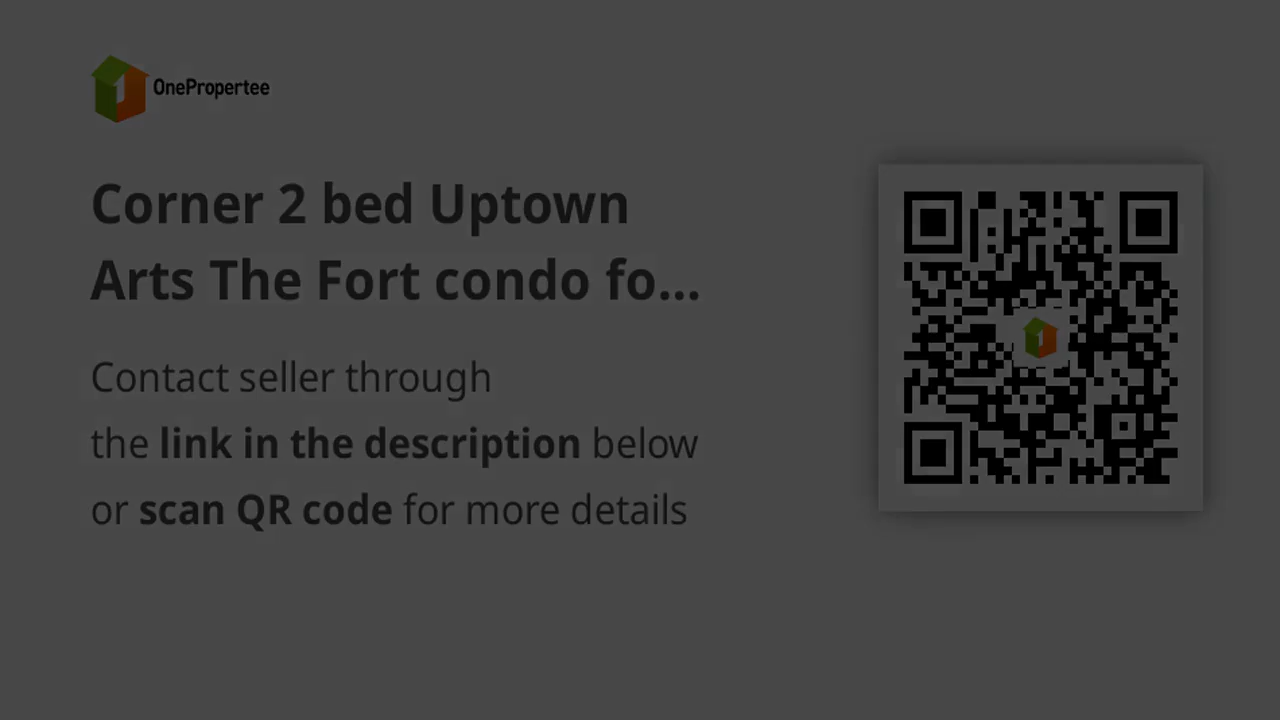 OnePropertee
Corner 2 bed Uptown
Arts The Fort condo fo...
Contact seller through
the link in the description below
or scan QR code for more details